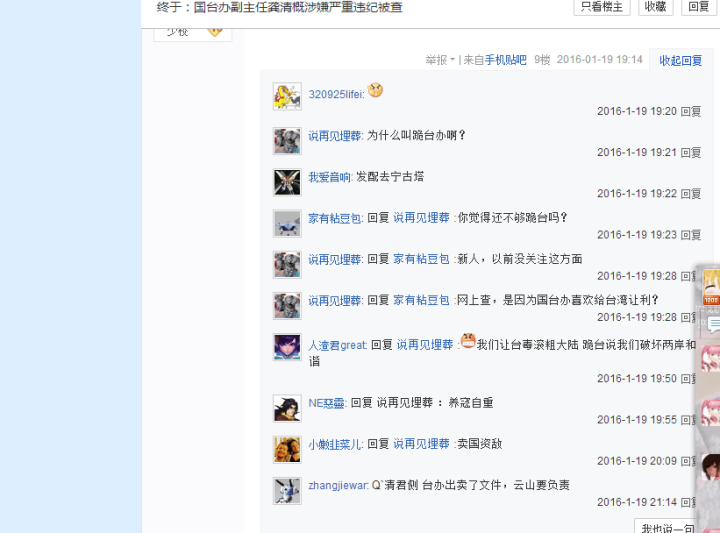 终于：国台办副主任龚清概涉嫌严重违纪被查
只看楼主 收藏 回复
少校
举报 | 来自手机贴吧 9楼 2016-01-19 19:14 收起回复
320925lifei:
2016-1-19 19:20 回复
说再见埋葬: 为什么叫跪台办啊？
2016-1-19 19:21 回复
我爱音响: 发配去宁古塔
2016-1-19 19:22 回复
家有粘豆包: 回复 说再见埋葬 :你觉得还不够跪台吗？
2016-1-19 19:23 回复
说再见埋葬: 回复 家有粘豆包 :新人，以前没关注这方面
2016-1-19 19:28 回复
说再见埋葬: 回复 家有粘豆包 :网上查，是因为国台办喜欢给台湾让利？
2016-1-19 19:28 回复
人渣君great: 回复 说再见埋葬 :我们让台毒滚粗大陆 跪台说我们破坏两岸和
谐
2016-1-19 19:50 回复
NE惡靈: 回复 说再见埋葬 ：养寇自重
2016-1-19 19:55 回复
小嫩韭菜儿: 回复 说再见埋葬 :卖国资敌
2016-1-19 20:09 回复
zhangjiewar: Q`清君侧 台办出卖了文件，云山要负责
2016-1-19 21:14 回复
我也说一句